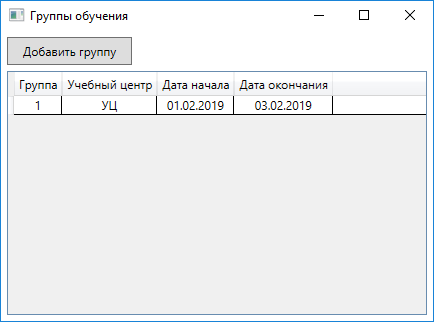 Группы обучения
Добавить группу
Группа Учебный центр Дата начала Дата окончания
1 УЦ 01.02.2019 03.02.2019